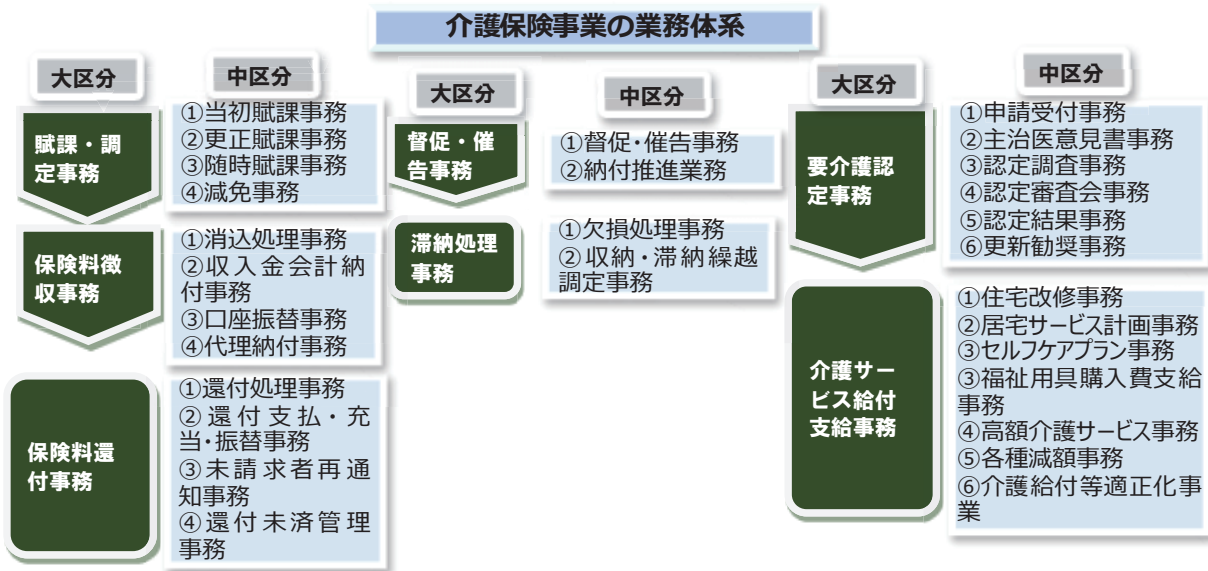 介護保険事業の業務体系
大区分
中区分
賦課・調
定事務
①当初賦課事務
②更正賦課事務
③随時賦課事務
④減免事務
保険料徴
収事務
①消込処理事務
②収入金会計納
付事務
③口座振替事務
④代理納付事務
保険料還
付事務
①還付処理事務
②還付支払・充
当・振替事務
③未請求者再通
知事務
④還付未済管理
事務
大区分
中区分
督促・催
告事務
①督促・催告事務
②納付推進業務
滞納処理
事務
①欠損処理事務
②収納・滞納繰越
調定事務
大区分
中区分
要介護認
定事務
①申請受付事務
②主治医意見書事務
③認定調査事務
④認定審査会事務
⑤認定結果事務
⑥更新勧奨事務
介護サー
ビス給付
支給事務
①住宅改修事務
②居宅サービス計画事務
③セルフケアプラン事務
③福祉用具購入費支給
事務
④高額介護サービス事務
⑤各種減額事務
⑥介護給付等適正化事
業